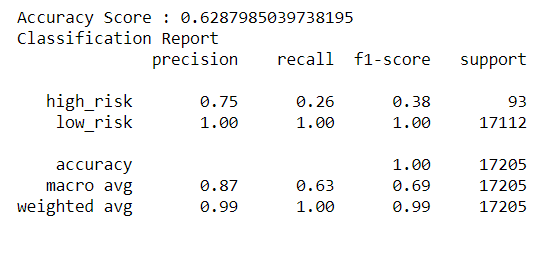 Accuracy Score : 0.6287985039738195
Classification Report
precision recall f1-score support
high_risk 0.75 0.26 0.38 93
low_risk 1.00 1.00 1.00 17112
accuracy 1.00 17205
macro avg 0.87 0.63 0.69 17205
weighted avg 0.99 1.00 0.99 17205